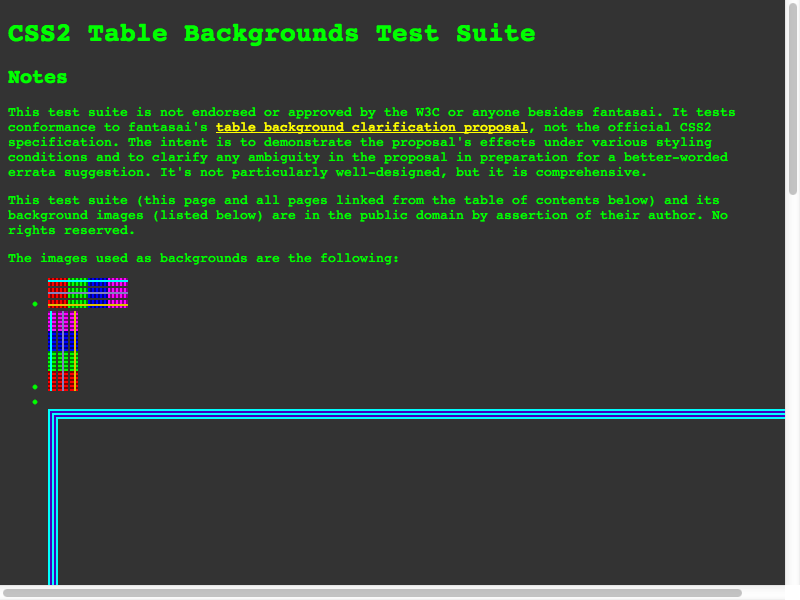 CSS2 Table Backgrounds Test Suite
Notes
This test suite is not endorsed or approved by the W3C or anyone besides fantasai. It tests
conformance to fantasai's table background clarification proposal, not the official CSS2
specification. The intent is to demonstrate the proposal's effects under various styling
conditions and to clarify any ambiguity in the proposal in preparation for a better-worded
errata suggestion. It's not particularly well-designed, but it is comprehensive.
This test suite (this page and all pages linked from the table of contents below) and its
background images (listed below) are in the public domain by assertion of their author. No
rights reserved.
The images used as backgrounds are the following: